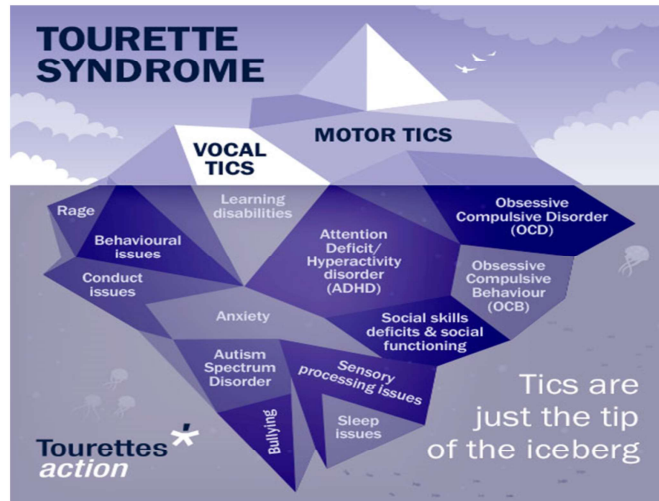 TOURETTE
SYNDROME
MOTOR TICS
VOCAL
TICS
Rage
Learning
disabilities
Obsessive
Compulsive Disorder
(OCD)
Behavioural
issues
Attention
Deficit/
Hyperactivity
disorder
(ADHD)
Conduct
issues
Obsessive
Compulsive
Behaviour
(OCB)
Anxiety
Social skills
deficits & social
functioning
Autism
Spectrum
Disorder
Sensory
processing issues
Bullying
Sleep
issues
Tics are
just the tip
of the iceberg
Tourettes
action